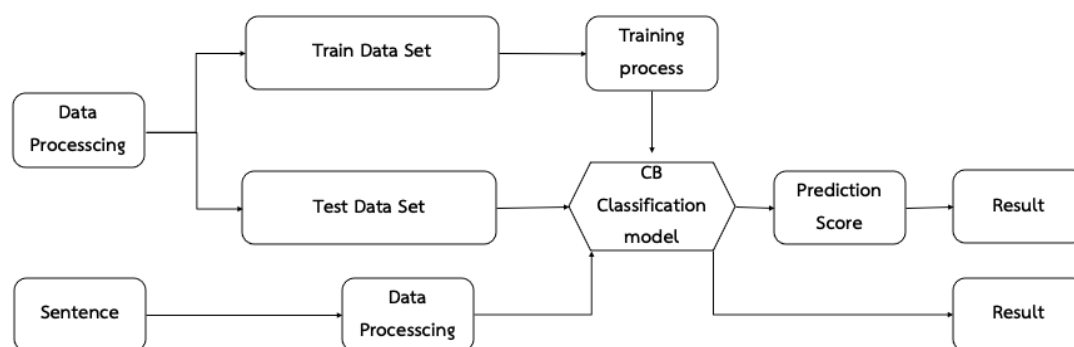 Train Data Set
Training
process
Data
Processcing
Test Data Set
CB
Classification
model
Prediction
Score
Result
Sentence
Data
Processcing
Result